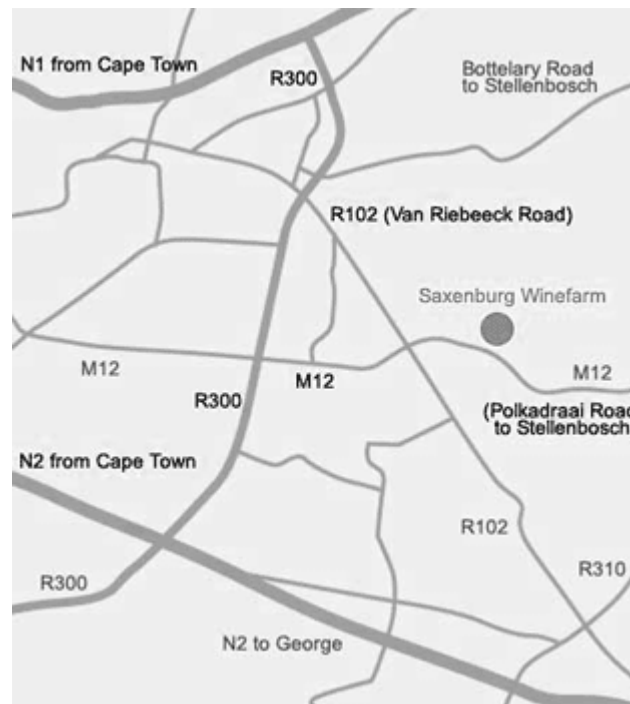 N1 from Cape Town
R300
Bottelary Road
to Stellenbosch
R102 (Van Riebeeck Road)
Saxenburg Winefarm
M12
M12
M12
R300
(Polkadraai Road
to Stellenbosch
N2 from Cape Town
R102
R310
R300
N2 to George